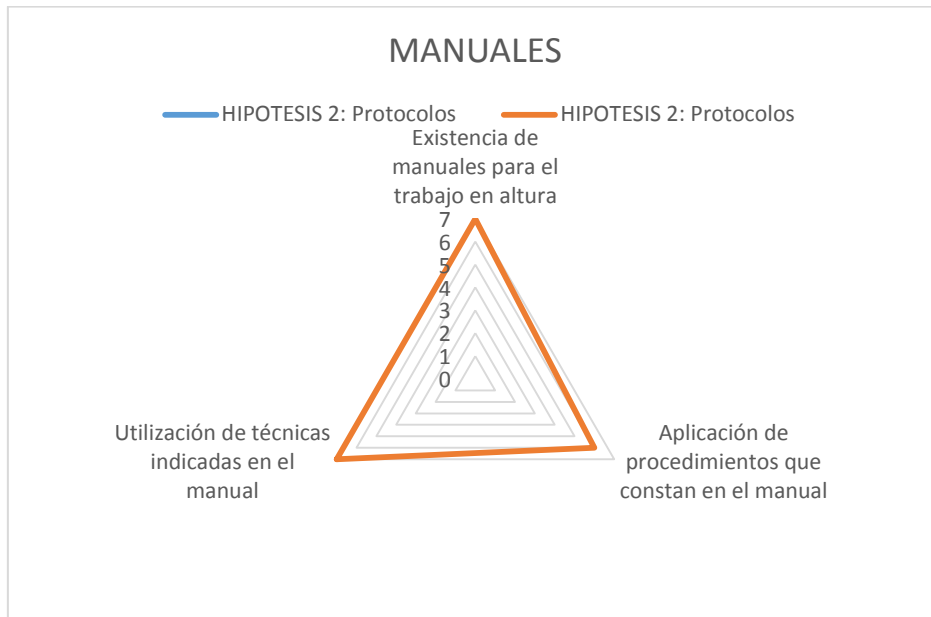 MANUALES
HIPOTESIS 2: Protocolos HIPOTESIS 2: Protocolos
Existencia de
manuales para el
trabajo en altura
7
6
5
4
3
2
1
0
Utilización de técnicas
indicadas en el
manual
Aplicación de
procedimientos que
constan en el manual